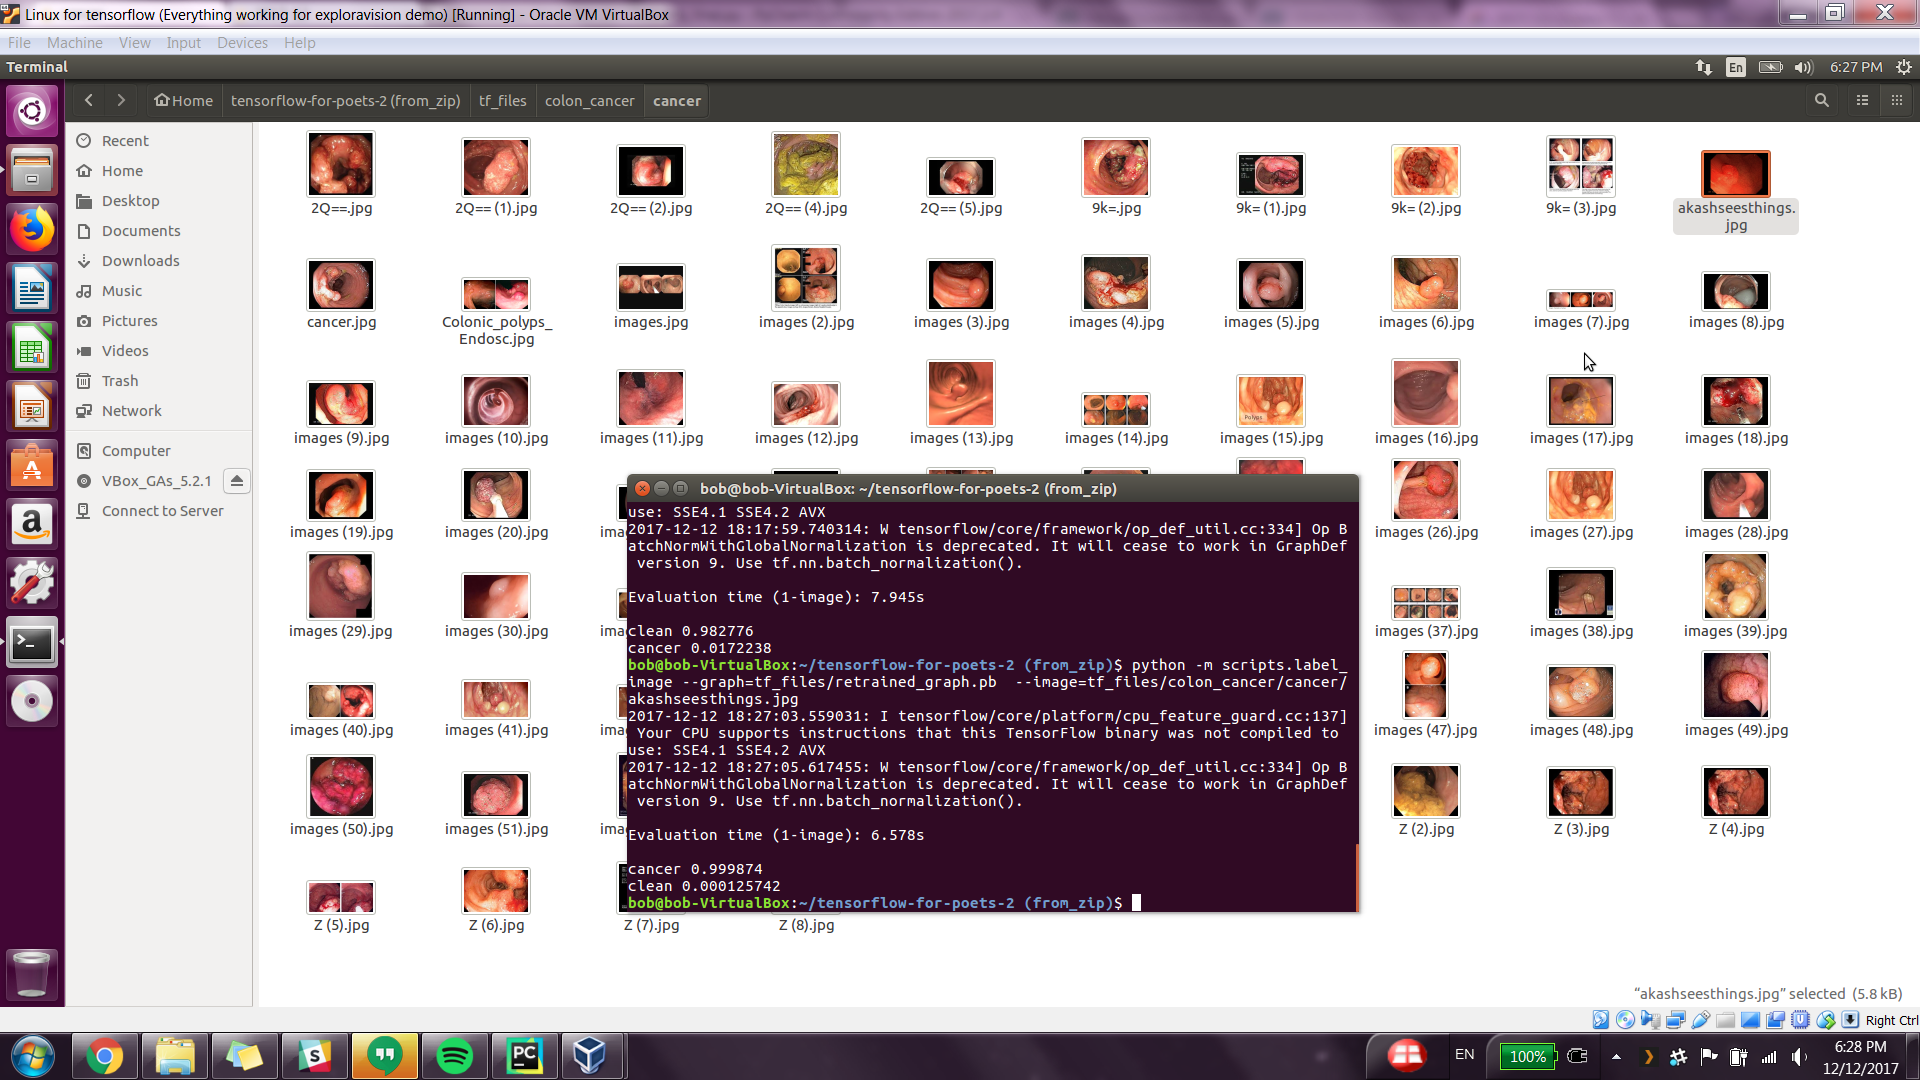 Linux for tensorflow (Everything working for exploravision demo) [Running] - Oracle VM VirtualBox
File Machine View Input Devices Help
Terminal
En
6:27 PM
Home
tensorflow-for-poets-2 (from_zip)
tf_files
colon_cancer
cancer
Recent
Home
Desktop
Documents
Downloads
Music
Pictures
Videos
Trash
Network
Computer
VBox_GAs_5.2.1
Connect to Server
2Q==.jpg
2Q== (1).jpg
2Q== (2).jpg
2Q== (4).jpg
2Q== (5).jpg
9k=.jpg
9k= (1).jpg
9k= (2).jpg
9k= (3).jpg
akashseesthings.
jpg
cancer.jpg
Colonic_polyps_
Endosc.jpg
images.jpg
images (2).jpg
images (3).jpg
images (4).jpg
images (5).jpg
images (6).jpg
images (7).jpg
images (8).jpg
images (9).jpg
images (10).jpg
images (11).jpg
images (12).jpg
images (13).jpg
images (14).jpg
images (15).jpg
images (16).jpg
images (17).jpg
images (18).jpg
images (19).jpg
images (20).jpg
images (26).jpg
images (27).jpg
images (28).jpg
images (29).jpg
images (30).jpg
images (37).jpg
images (38).jpg
images (39).jpg
images (40).jpg
images (41).jpg
images (47).jpg
images (48).jpg
images (49).jpg
images (50).jpg
images (51).jpg
Z (2).jpg
Z (3).jpg
Z (4).jpg
Z (5).jpg
Z (6).jpg
Z (7).jpg
Z (8).jpg
bob@bob-VirtualBox: ~/tensorflow-for-poets-2 (from_zip)
use: SSE4.1 SSE4.2 AVX
2017-12-12 18:17:59.740314: W tensorflow/core/framework/op_def_util.cc:334] Op B
atchNormWithGlobalNormalization is deprecated. It will cease to work in GraphDef
version 9. Use tf.nn.batch_normalization().
Evaluation time (1-image): 7.945s
clean 0.982776
cancer 0.0172238
bob@bob-VirtualBox:~/tensorflow-for-poets-2 (from_zip)$ python -m scripts.label_
image --graph=tf_files/retrained_graph.pb  --image=tf_files/colon_cancer/cancer/
akashseesthings.jpg
2017-12-12 18:27:03.559031: I tensorflow/core/platform/cpu_feature_guard.cc:137]
Your CPU supports instructions that this TensorFlow binary was not compiled to
use: SSE4.1 SSE4.2 AVX
2017-12-12 18:27:05.617455: W tensorflow/core/framework/op_def_util.cc:334] Op B
atchNormWithGlobalNormalization is deprecated. It will cease to work in GraphDef
version 9. Use tf.nn.batch_normalization().
Evaluation time (1-image): 6.578s
cancer 0.999874
clean 0.000125742
bob@bob-VirtualBox:~/tensorflow-for-poets-2 (from_zip)$
“akashseesthings.jpg” selected (5.8 kB)
Right Ctrl
EN
100%
6:28 PM
12/12/2017